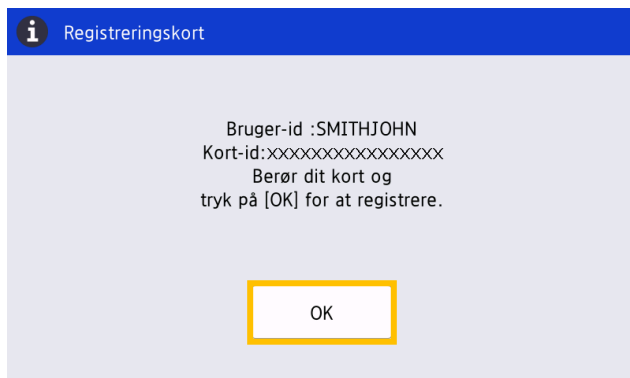 Registreringskort
Bruger-id :SMITHJOHN
Kort-id:XXXXXXXXXXXXXXXX
Berør dit kort og
tryk på [OK] for at registrere.
OK